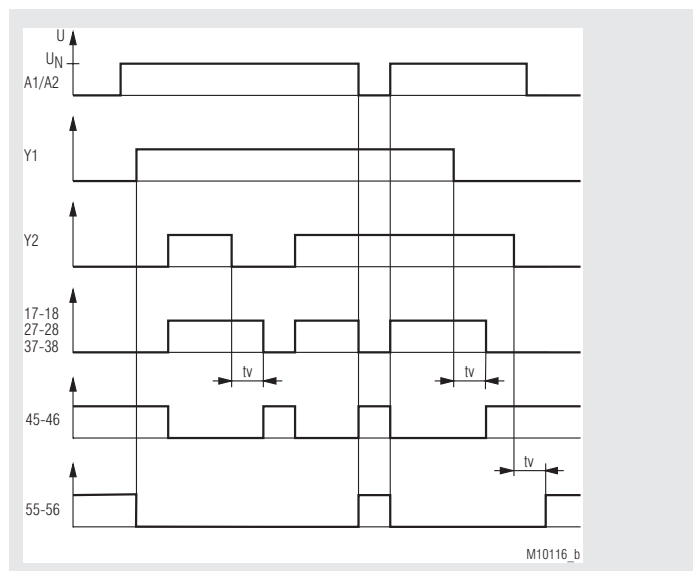 U
UN
A1/A2
Y1
Y2
17-18
27-28
37-38
tv
tv
45-46
tv
55-56
M10116_b